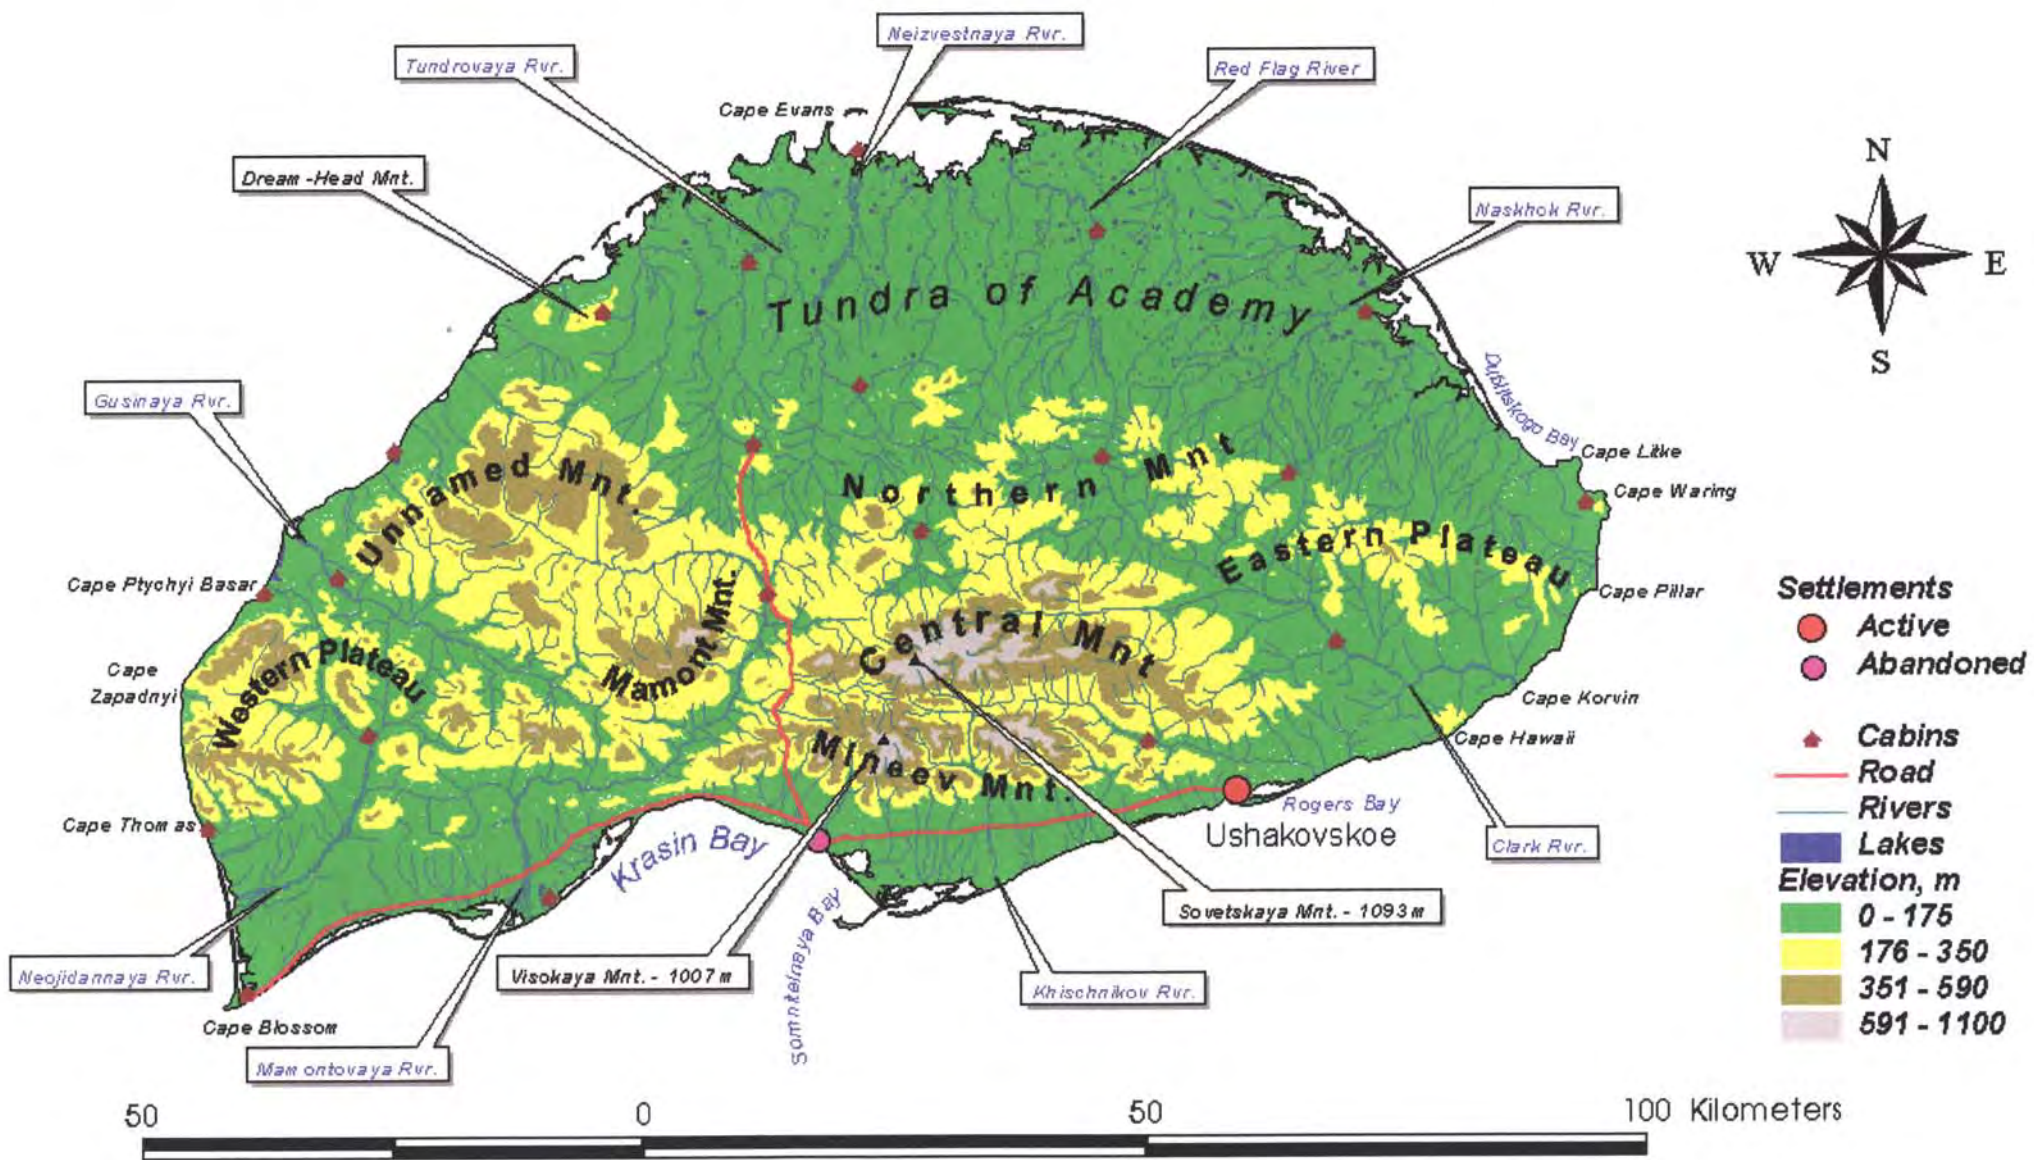 Neizvestnaya Rvr.
Tundrovaya Rvr.
Red Flag River
Cape Evans
Dream -Head Mnt.
Naskhok Rvr.
N
W
E
S
Tundra of Academy
Gusinaya Rvr.
Dublitskogo Bay
Cape Litke
Cape Waring
Unnamed Mnt.
Northern Mnt
Eastern Plateau
Cape Ptychyi Basar
Cape Pillar
Mamont Mnt.
Central Mnt
Western Plateau
Cape
Zapadnyi
Cape Korvin
Cape Hawaii
Mineev Mnt.
Cape Thomas
Rogers Bay
Ushakovskoe
Krasin Bay
Clark Rvr.
Somnitelnaya Bay
Sovetskaya Mnt. - 1093 m
Neojidannaya Rvr.
Visokaya Mnt. - 1007 m
Khischnikov Rvr.
Cape Blossom
Mamontovaya Rvr.
Settlements
Active
Abandoned
Cabins
Road
Rivers
Lakes
Elevation, m
0 - 175
176 - 350
351 - 590
591 - 1100
50 0 50 100 Kilometers